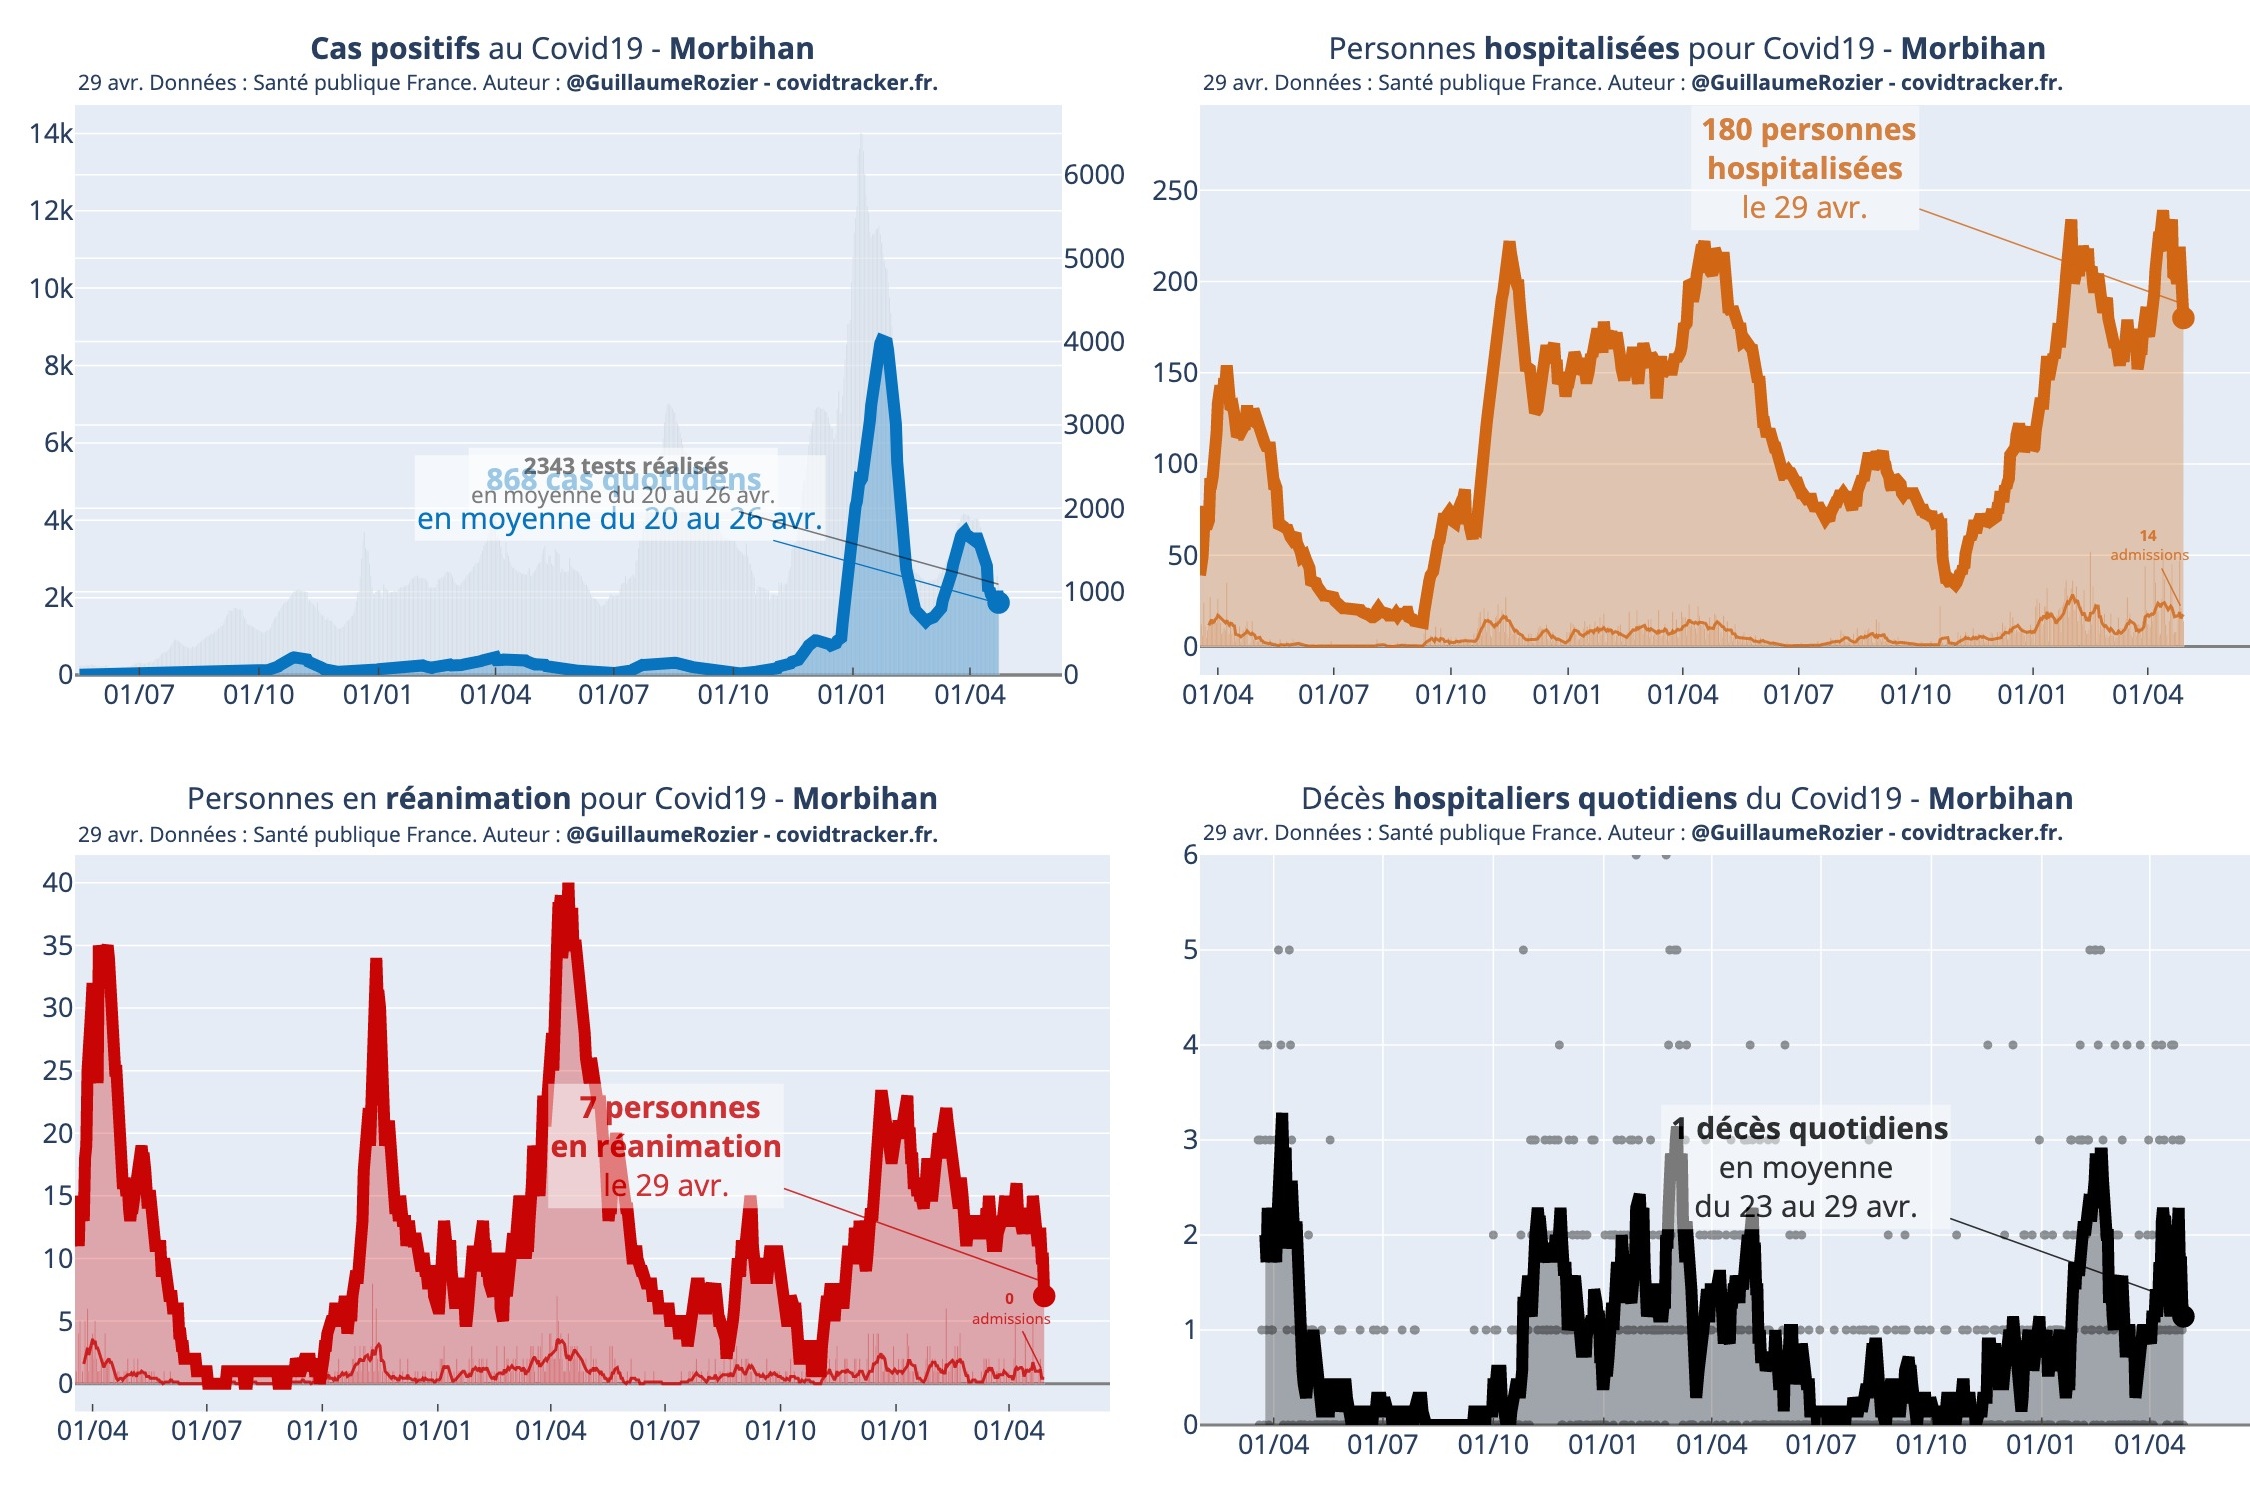 Cas positifs au Covid19 - Morbihan
29 avr. Données : Santé publique France. Auteur : @GuillaumeRozier - covidtracker.fr.
14k
12k
10k
8k
6k
4k
2k
0
6000
5000
4000
3000
2000
1000
0
2343 tests réalisés
868 cas quotidiens
en moyenne du 20 au 26 avr.
en moyenne du 20 au 26 avr.
01/07 01/10 01/01 01/04 01/07 01/10 01/01 01/04
Personnes hospitalisées pour Covid19 - Morbihan
29 avr. Données : Santé publique France. Auteur : @GuillaumeRozier - covidtracker.fr.
180 personnes
hospitalisées
le 29 avr.
250
200
150
100
50
0
14
admissions
01/04 01/07 01/10 01/01 01/04 01/07 01/10 01/01 01/04
Personnes en réanimation pour Covid19 - Morbihan
29 avr. Données : Santé publique France. Auteur : @GuillaumeRozier - covidtracker.fr.
40
35
30
25
20
15
10
5
0
7 personnes
en réanimation
le 29 avr.
0
admissions
01/04 01/07 01/10 01/01 01/04 01/07 01/10 01/01 01/04
Décès hospitaliers quotidiens du Covid19 - Morbihan
29 avr. Données : Santé publique France. Auteur : @GuillaumeRozier - covidtracker.fr.
6
5
4
3
2
1
0
1 décès quotidiens
en moyenne
du 23 au 29 avr.
01/04 01/07 01/10 01/01 01/04 01/07 01/10 01/01 01/04